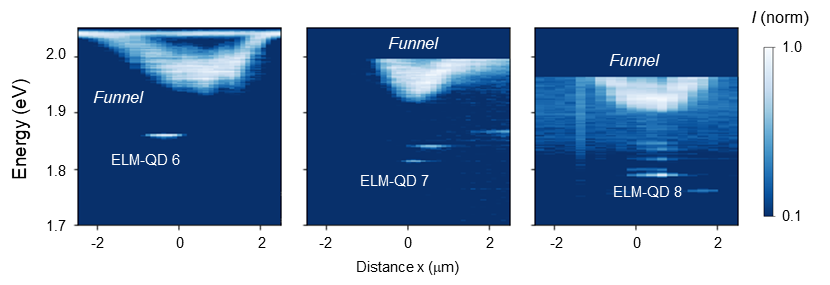 I (norm)
Funnel
Funnel
2.0
1.0
Funnel
1.9
Energy (eV)
ELM-QD 6
1.8
ELM-QD 7
ELM-QD 8
1.7
0.1
-2 0 2
-2 0 2
-2 0 2
Distance x (μm)